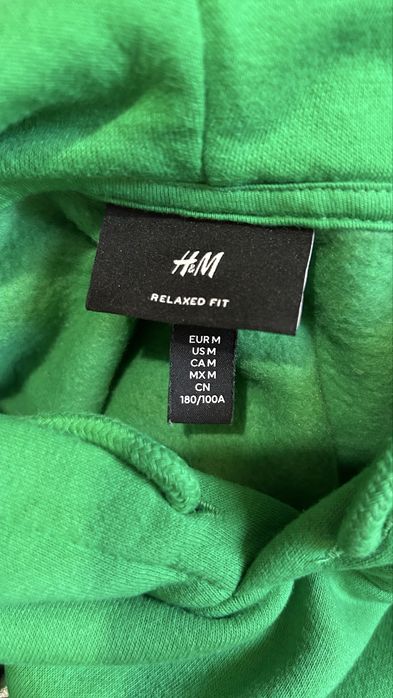 H&M
RELAXED FIT
EUR M
US M
CA M
MX M
CN
180/100A